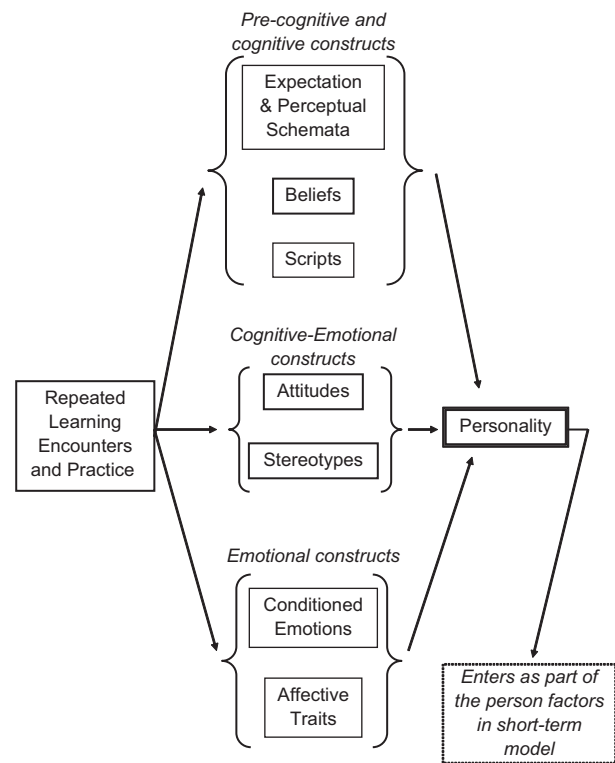 Pre-cognitive and
cognitive constructs
Expectation
& Perceptual
Schemata
Beliefs
Scripts
Cognitive-Emotional
constructs
Attitudes
Stereotypes
Repeated
Learning
Encounters
and Practice
Personality
Emotional constructs
Conditioned
Emotions
Affective
Traits
Enters as part of
the person factors
in short-term
model